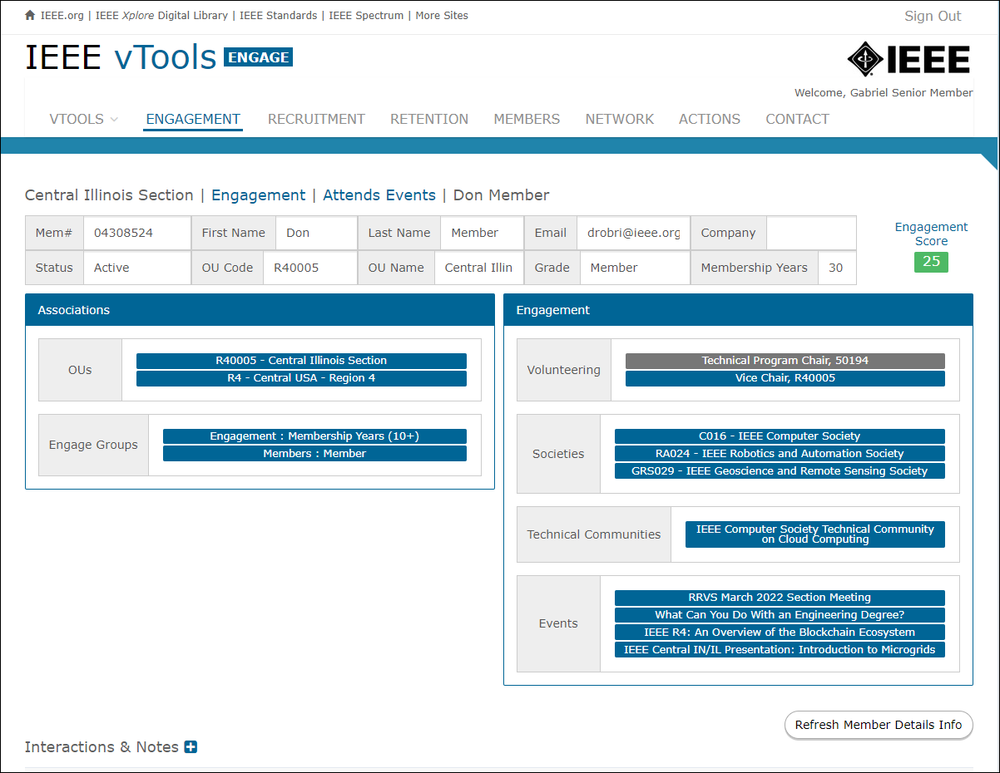 IEEE.org | IEEE Xplore Digital Library | IEEE Standards | IEEE Spectrum | More Sites
Sign Out
IEEE vTools ENGAGE
IEEE
Welcome, Gabriel Senior Member
VTOOLS ENGAGEMENT RECRUITMENT RETENTION MEMBERS NETWORK ACTIONS CONTACT
Central Illinois Section | Engagement | Attends Events | Don Member
Mem# 04308524 First Name Don Last Name Member Email drobri@ieee.org Company
Status Active OU Code R40005 OU Name Central Illin Grade Member Membership Years 30
Engagement
Score
25
Associations
OUs
R40005 - Central Illinois Section
R4 - Central USA - Region 4
Engage Groups
Engagement : Membership Years (10+)
Members : Member
Engagement
Volunteering
Technical Program Chair, 50194
Vice Chair, R40005
Societies
C016 - IEEE Computer Society
RA024 - IEEE Robotics and Automation Society
GRS029 - IEEE Geoscience and Remote Sensing Society
Technical Communities
IEEE Computer Society Technical Community
on Cloud Computing
Events
RRVS March 2022 Section Meeting
What Can You Do With an Engineering Degree?
IEEE R4: An Overview of the Blockchain Ecosystem
IEEE Central IN/IL Presentation: Introduction to Microgrids
Refresh Member Details Info
Interactions & Notes